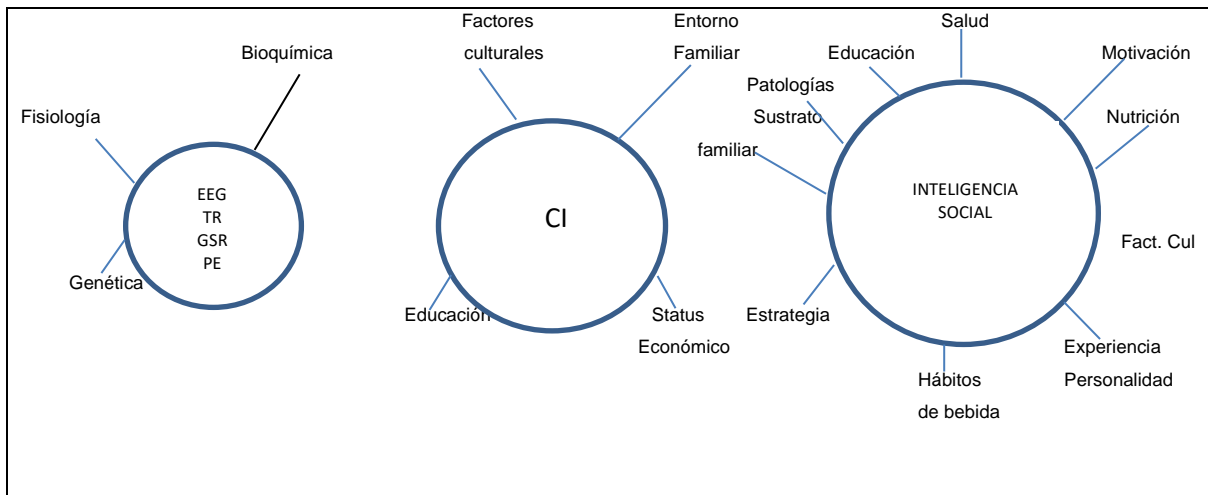 Bioquímica
Fisiología
EEG
TR
GSR
PE
Genética
Factores
culturales
Entorno
Familiar
CI
Educación
Status
Económico
Salud
Educación
Motivación
Patologías
Sustrato
familiar
Nutrición
INTELIGENCIA
SOCIAL
Fact. Cul
Estrategia
Experiencia
Personalidad
Hábitos
de bebida